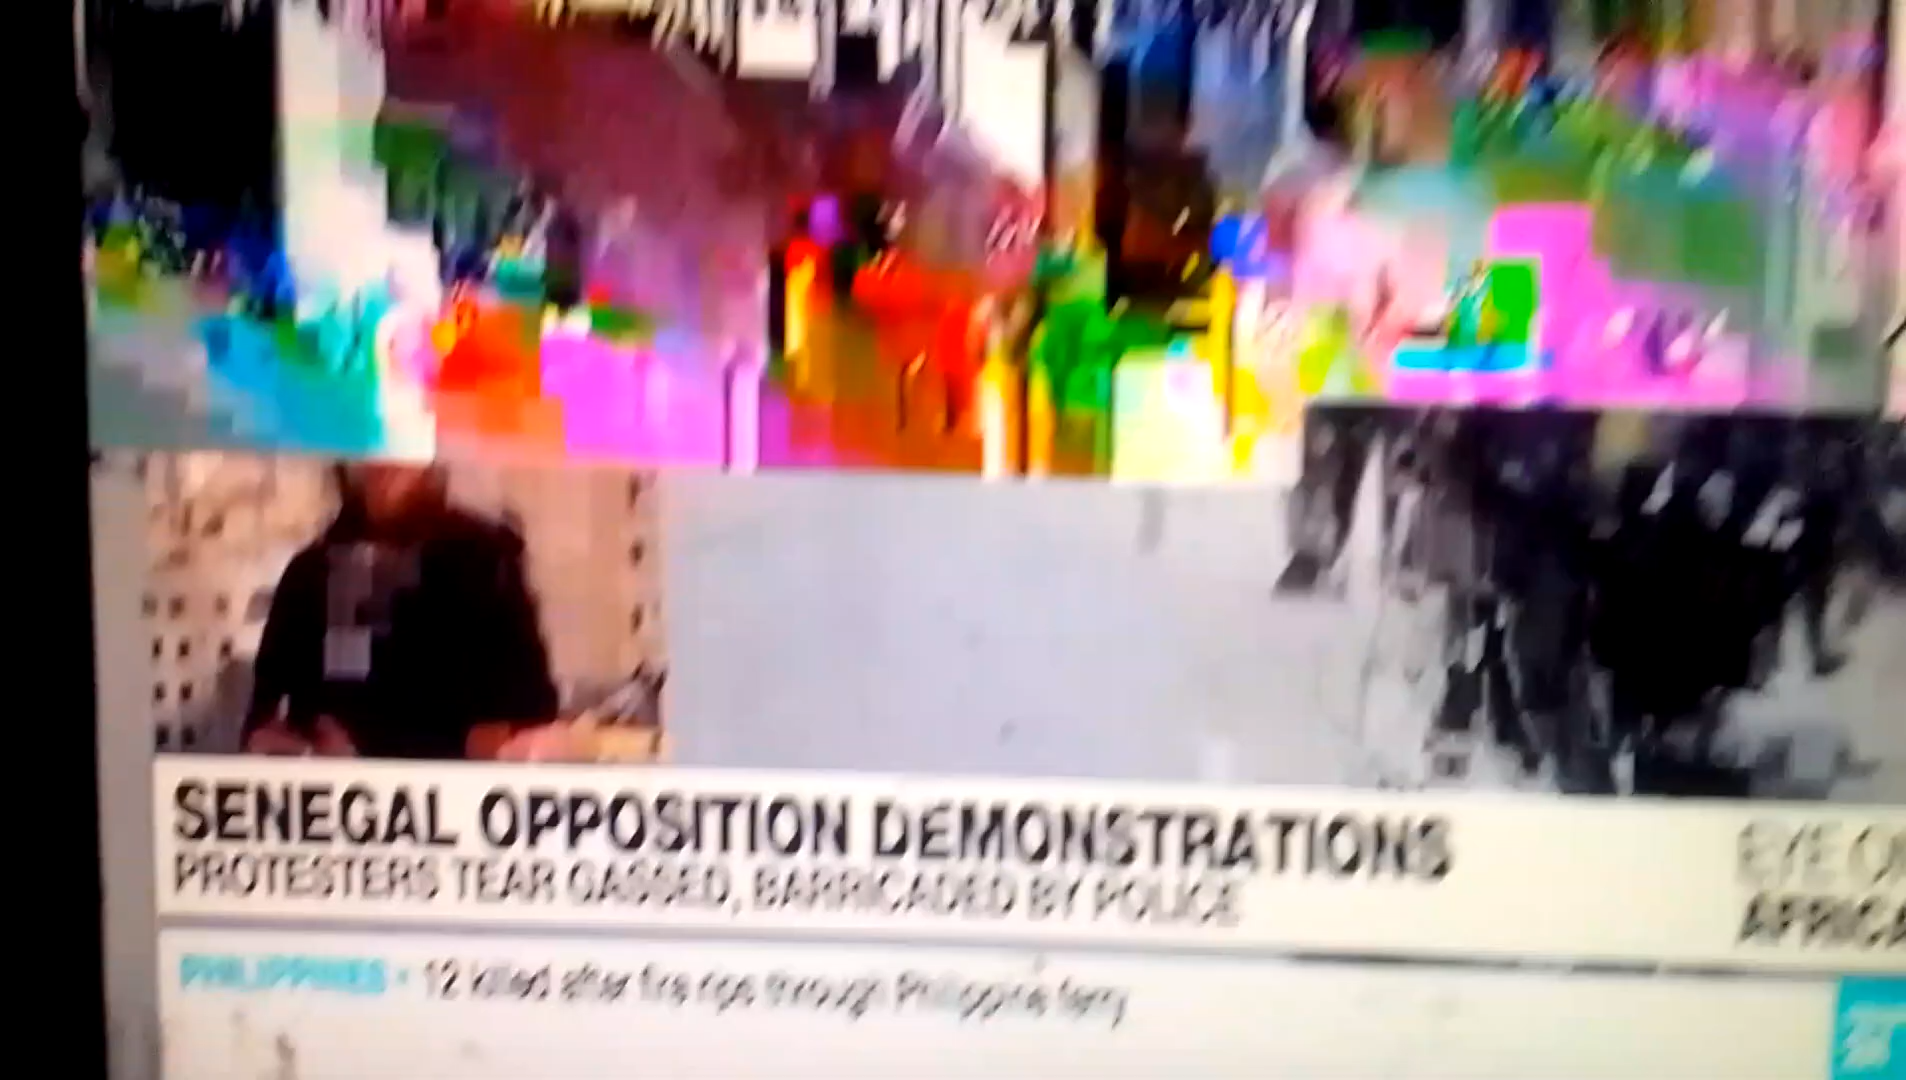 SENEGAL OPPOSITION DEMONSTRATIONS
PROTESTERS TEAR GASSED, BARRICADED BY POLICE
EYE O
AFRICA
PHILIPPINES • 12 killed after fire rips through Philippine ferry